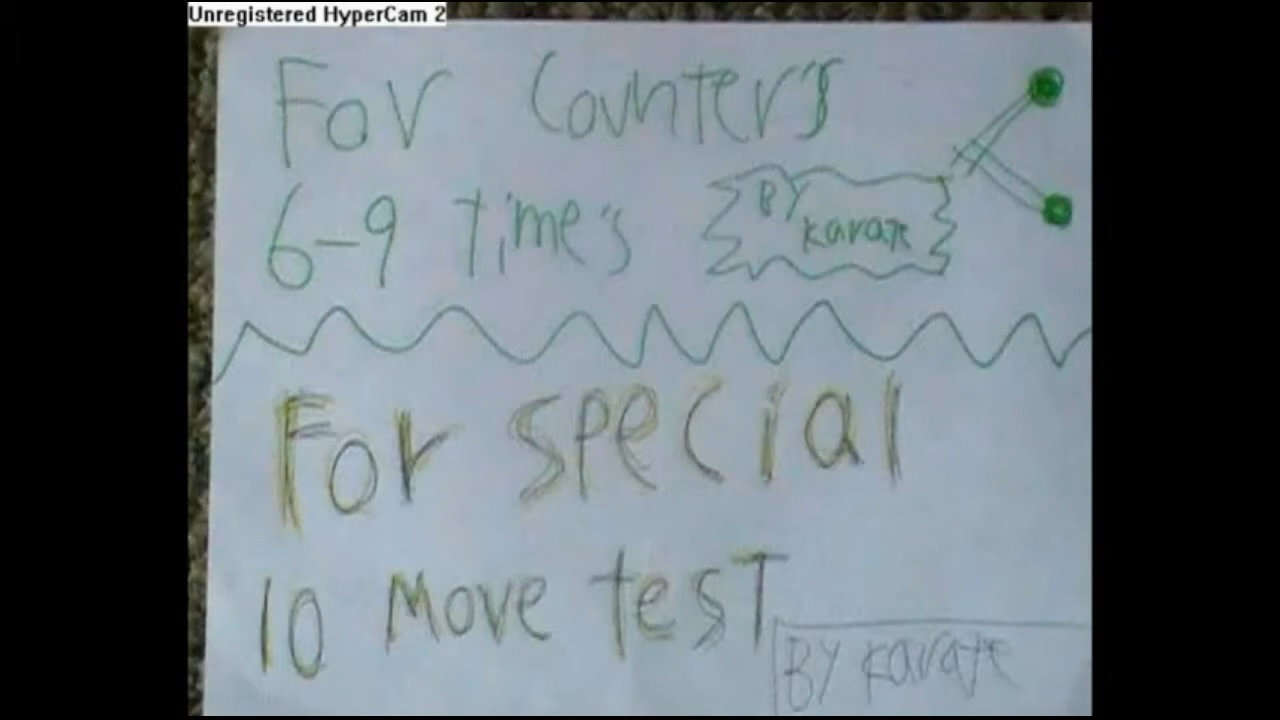 Unregistered HyperCam 2
For Counter's
6-9 Time's
BY
karate
For special
10 Move test
BY karate